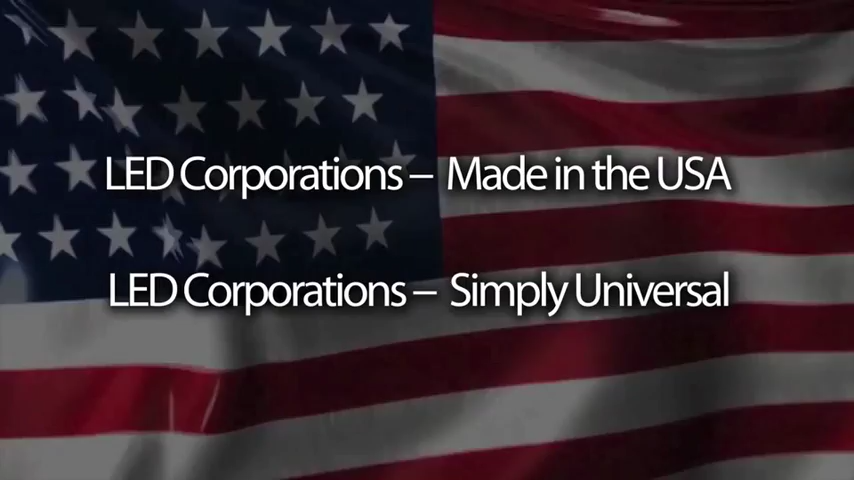 LED Corporations – Made in the USA
LED Corporations – Simply Universal